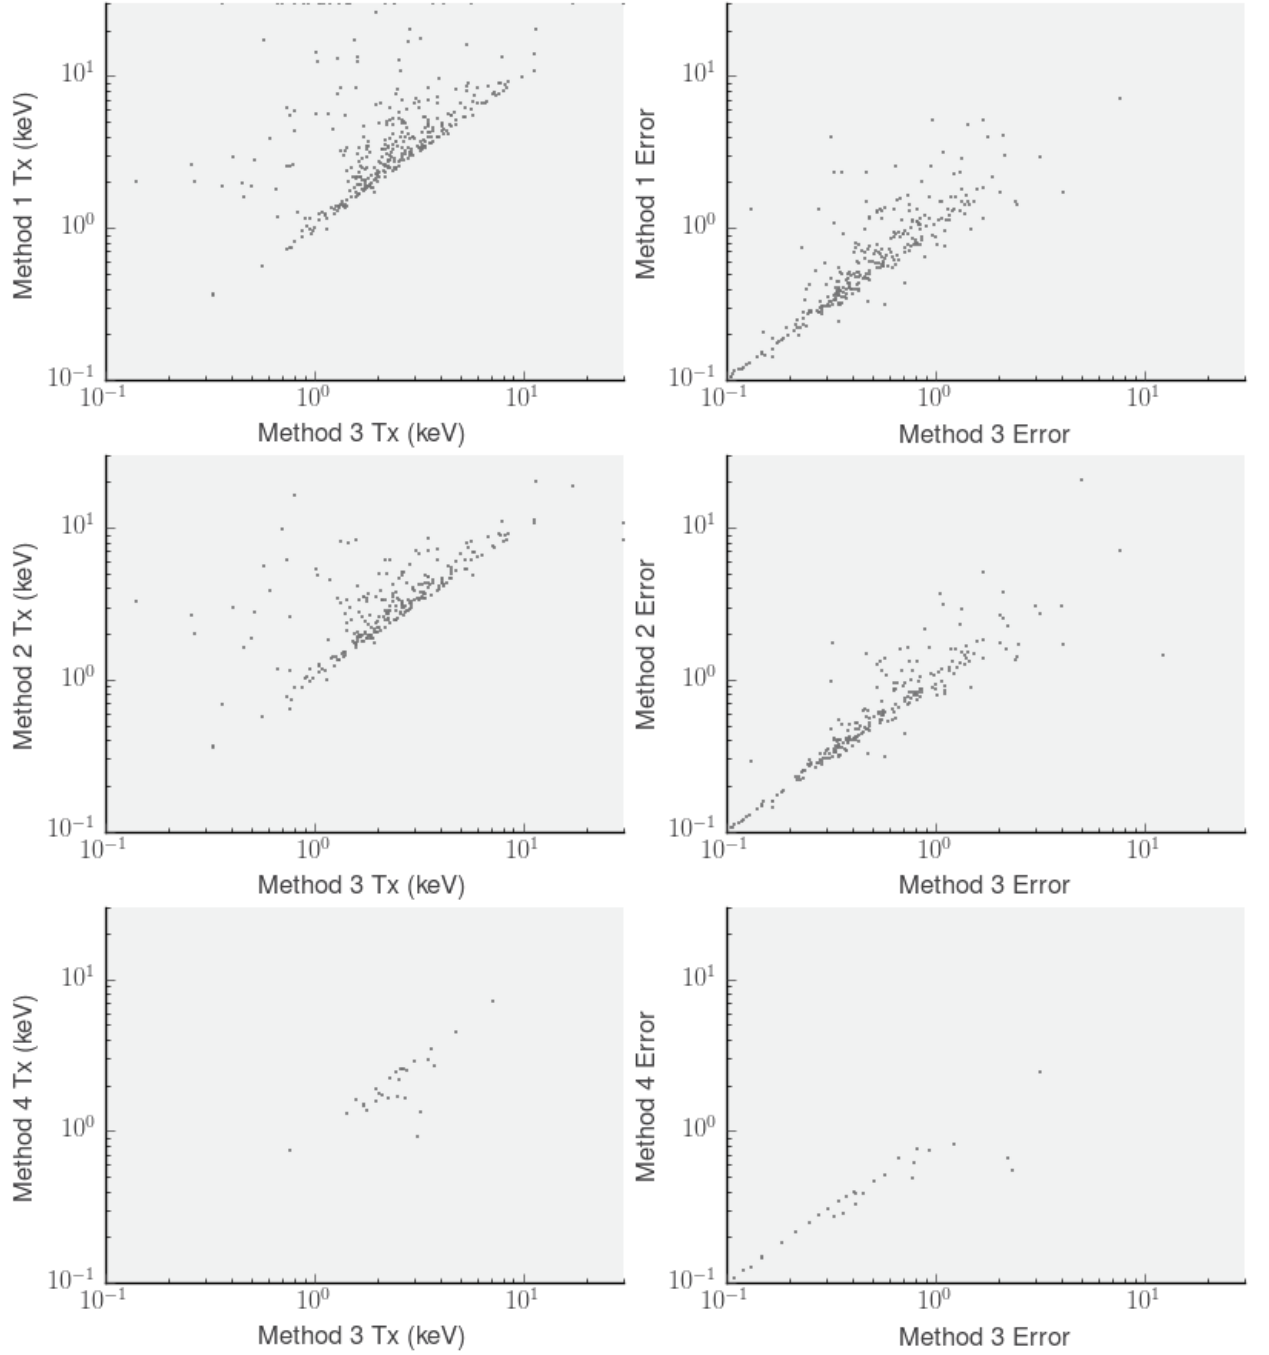 Method 1 Tx (keV)
10¹
10⁰
10⁻¹
10⁻¹ 10⁰ 10¹
Method 3 Tx (keV)
Method 1 Error
10¹
10⁰
10⁻¹
10⁻¹ 10⁰ 10¹
Method 3 Error
Method 2 Tx (keV)
10¹
10⁰
10⁻¹
10⁻¹ 10⁰ 10¹
Method 3 Tx (keV)
Method 2 Error
10¹
10⁰
10⁻¹
10⁻¹ 10⁰ 10¹
Method 3 Error
Method 4 Tx (keV)
10¹
10⁰
10⁻¹
10⁻¹ 10⁰ 10¹
Method 3 Tx (keV)
Method 4 Error
10¹
10⁰
10⁻¹
10⁻¹ 10⁰ 10¹
Method 3 Error